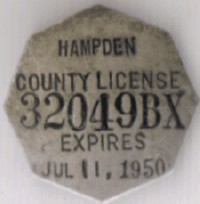 HAMPDEN
COUNTY LICENSE
32049BX
EXPIRES
JUL 11, 1950